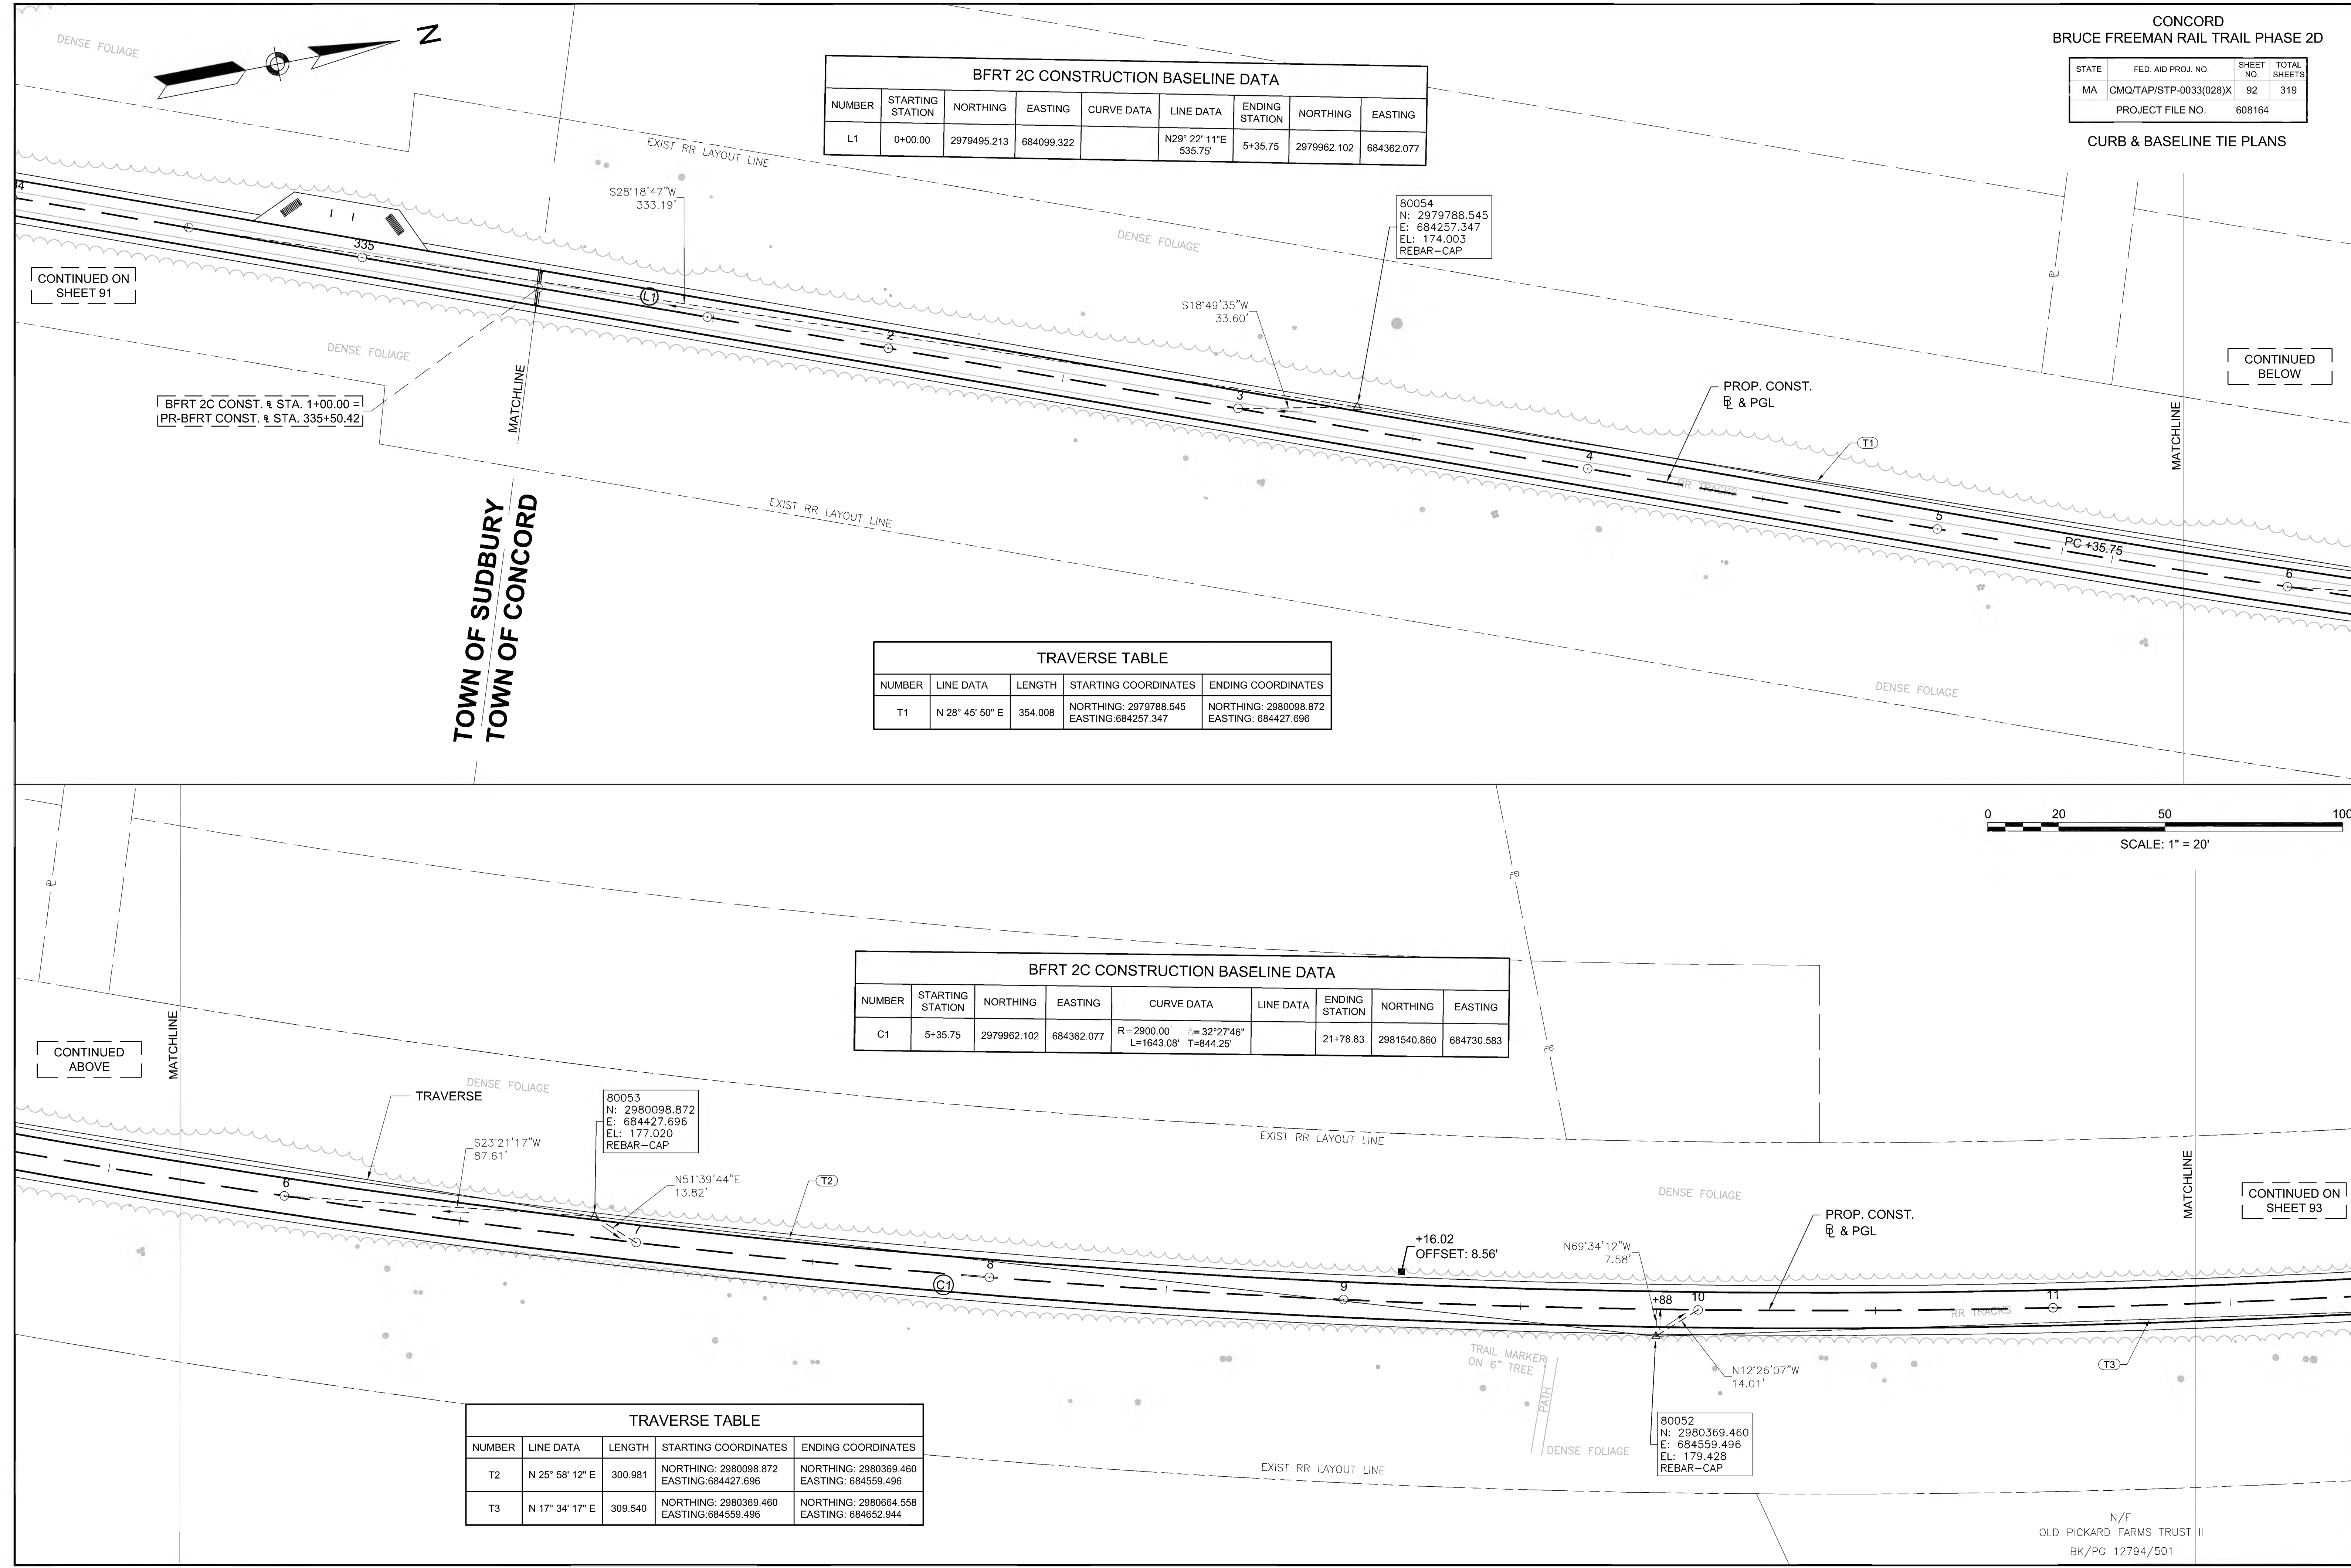 CONCORD
BRUCE FREEMAN RAIL TRAIL PHASE 2D
STATE FED. AID PROJ. NO. SHEET NO. TOTAL SHEETS
MA CMQ/TAP/STP-0033(028)X 92 319
PROJECT FILE NO. 608164
CURB & BASELINE TIE PLANS
DENSE FOLIAGE
N
BFRT 2C CONSTRUCTION BASELINE DATA
NUMBER STARTING STATION NORTHING EASTING CURVE DATA LINE DATA ENDING STATION NORTHING EASTING
L1 0+00.00 2979495.213 684099.322 N29° 22' 11"E 535.75' 5+35.75 2979962.102 684362.077
EXIST RR LAYOUT LINE
S28°18'47"W
333.19'
80054
N: 2979788.545
E: 684257.347
EL: 174.003
REBAR-CAP
DENSE FOLIAGE
335
L1
CONTINUED ON
SHEET 91
S18°49'35"W
33.60'
DENSE FOLIAGE
2
3
4
5
6
PROP. CONST.
℄ & PGL
CONTINUED
BELOW
BFRT 2C CONST. ℄ STA. 1+00.00 =
PR-BFRT CONST. ℄ STA. 335+50.42
MATCHLINE
MATCHLINE
T1
RR TRACKS
PC +35.75
EXIST RR LAYOUT LINE
TOWN OF SUDBURY
TOWN OF CONCORD
TRAVERSE TABLE
NUMBER LINE DATA LENGTH STARTING COORDINATES ENDING COORDINATES
T1 N 28° 45' 50" E 354.008 NORTHING: 2979788.545 NORTHING: 2980098.872
EASTING:684257.347 EASTING: 684427.696
DENSE FOLIAGE
0 20 50 100
SCALE: 1" = 20'
BFRT 2C CONSTRUCTION BASELINE DATA
NUMBER STARTING STATION NORTHING EASTING CURVE DATA LINE DATA ENDING STATION NORTHING EASTING
C1 5+35.75 2979962.102 684362.077 R=2900.00' △= 32°27'46" L=1643.08' T=844.25' 21+78.83 2981540.860 684730.583
CONTINUED
ABOVE
MATCHLINE
DENSE FOLIAGE
TRAVERSE
80053
N: 2980098.872
E: 684427.696
EL: 177.020
REBAR-CAP
S23°21'17"W
87.61'
N51°39'44"E
13.82'
T2
EXIST RR LAYOUT LINE
DENSE FOLIAGE
MATCHLINE
CONTINUED ON
SHEET 93
PROP. CONST.
℄ & PGL
+16.02
OFFSET: 8.56'
N69°34'12"W
7.58'
6
7
8
9
+88
10
11
C1
RR TRACKS
TRAIL MARKER
ON 6" TREE
PATH
N12°26'07"W
14.01'
T3
80052
N: 2980369.460
E: 684559.496
EL: 179.428
REBAR-CAP
DENSE FOLIAGE
EXIST RR LAYOUT LINE
TRAVERSE TABLE
NUMBER LINE DATA LENGTH STARTING COORDINATES ENDING COORDINATES
T2 N 25° 58' 12" E 300.981 NORTHING: 2980098.872 NORTHING: 2980369.460
EASTING:684427.696 EASTING: 684559.496
T3 N 17° 34' 17" E 309.540 NORTHING: 2980369.460 NORTHING: 2980664.558
EASTING:684559.496 EASTING: 684652.944
N/F
OLD PICKARD FARMS TRUST II
BK/PG 12794/501